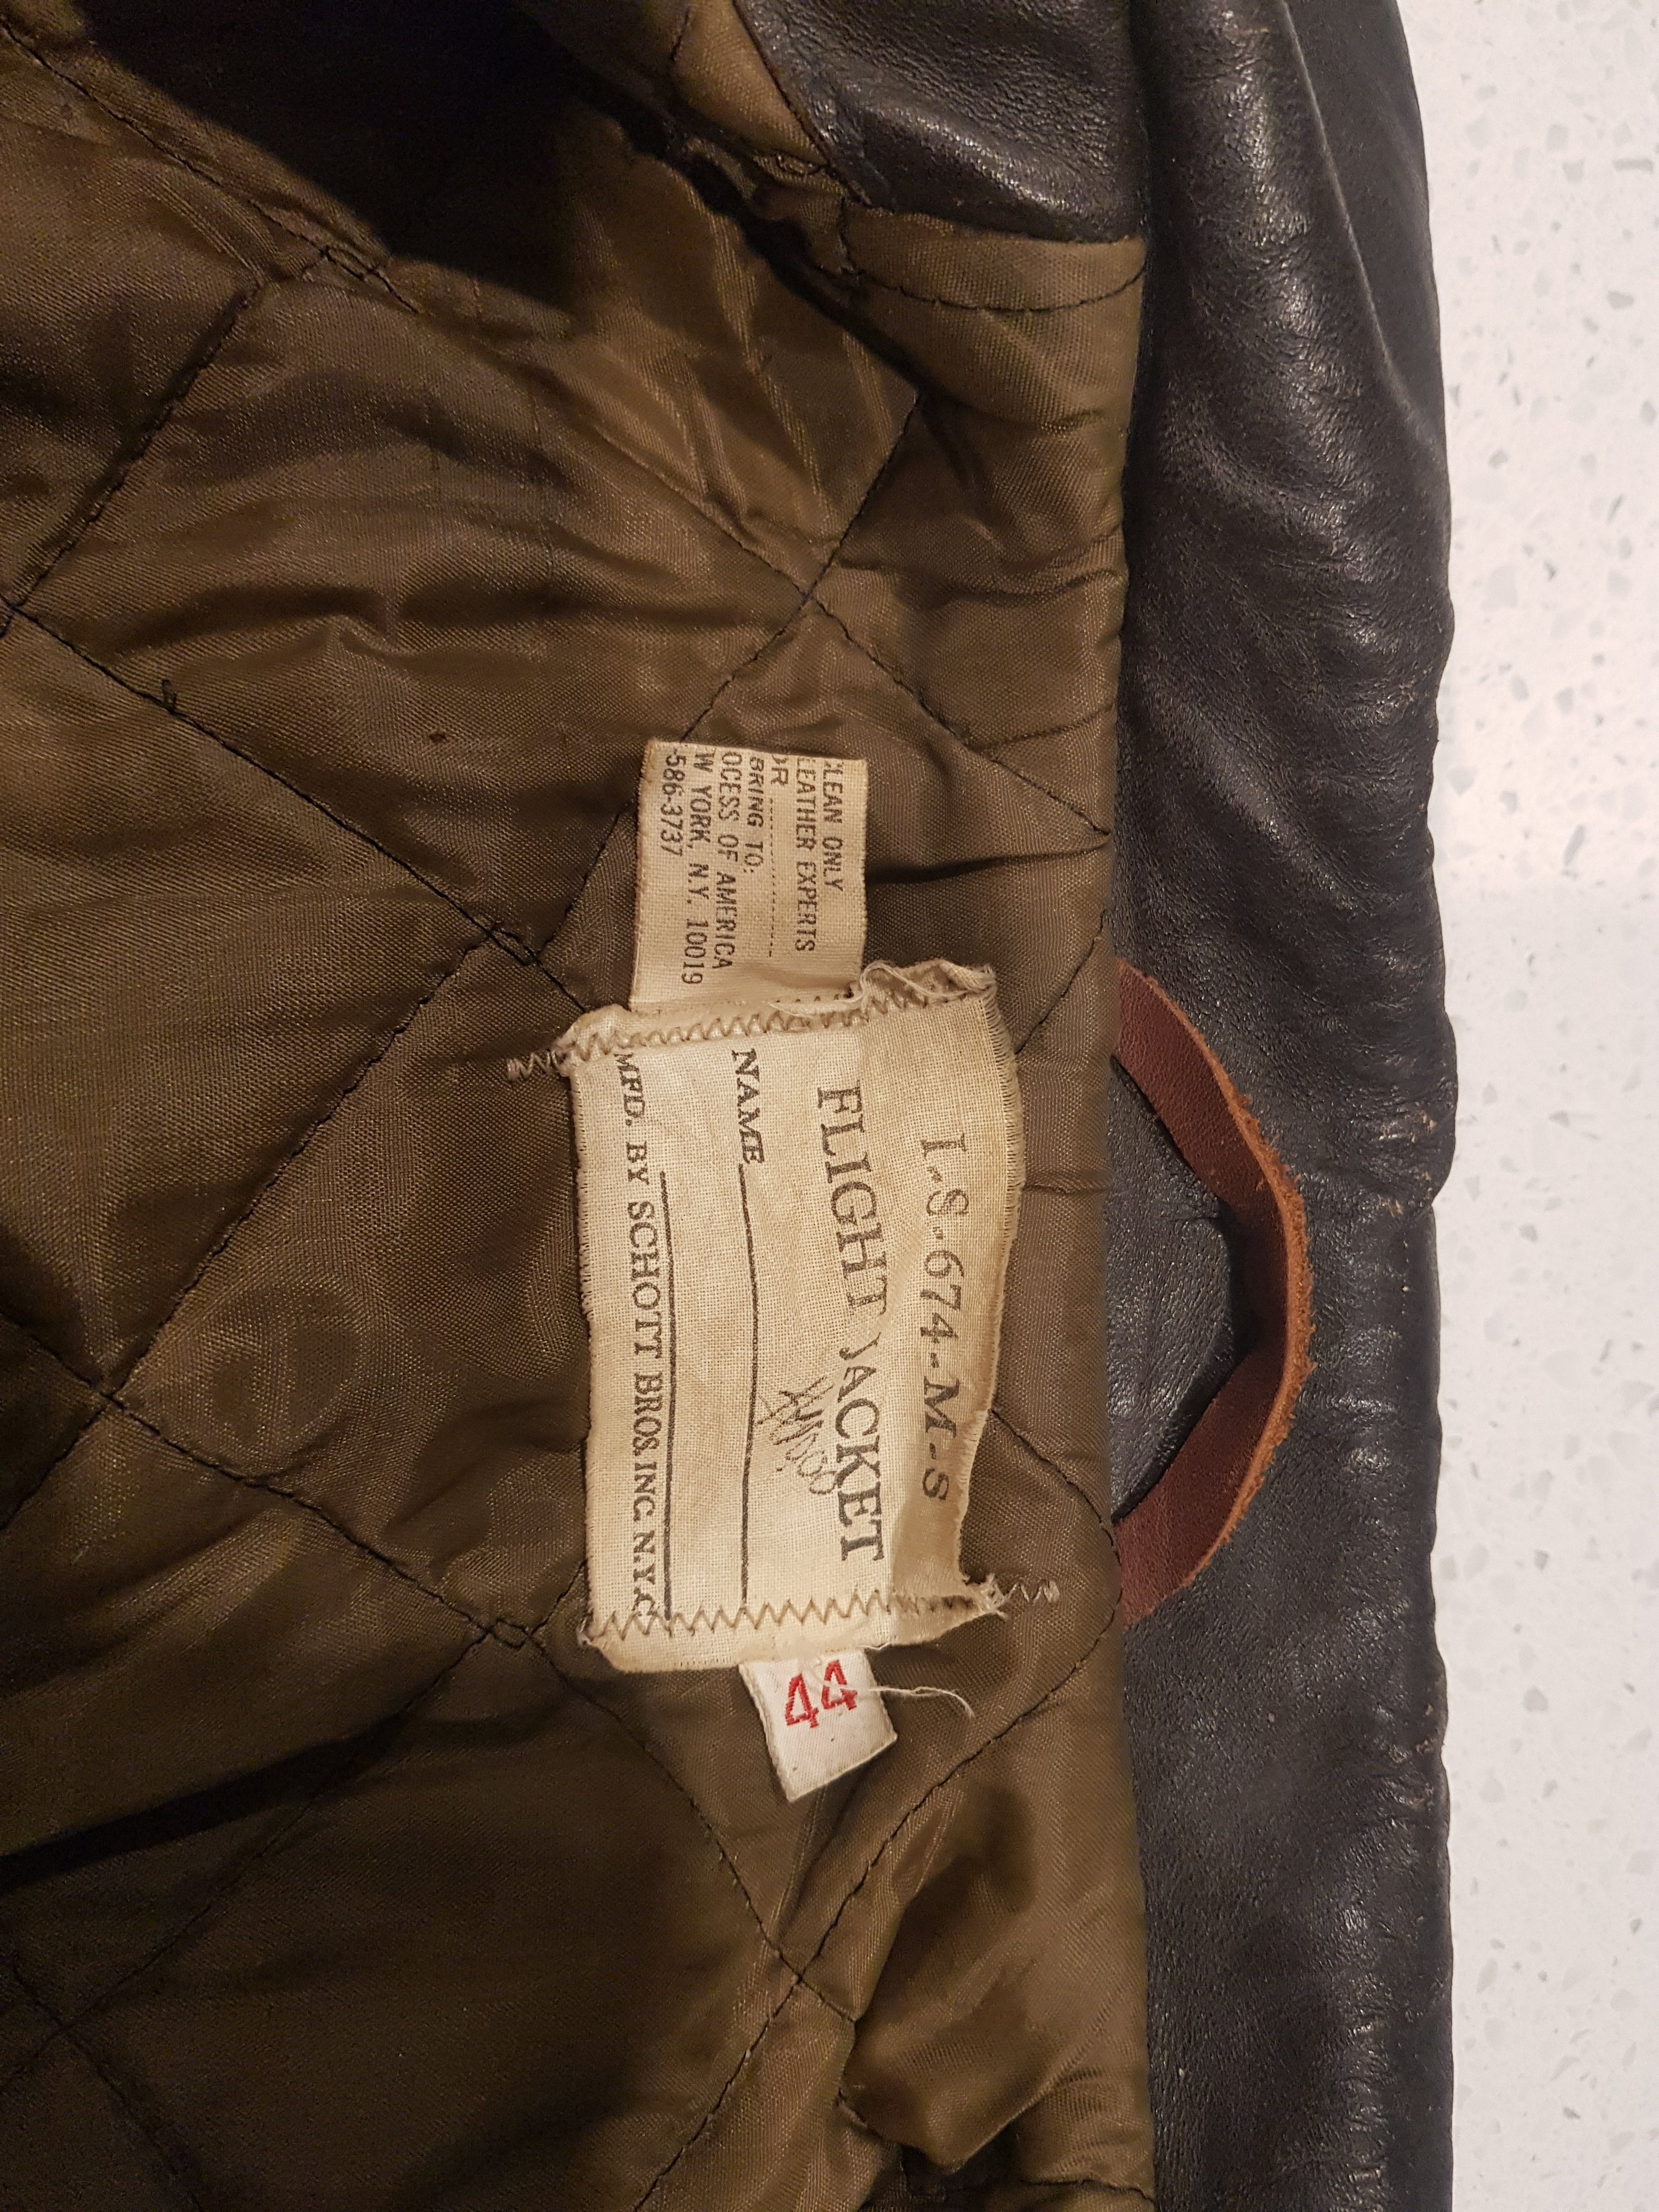 CLEAN ONLY
LEATHER EXPERTS
OR
BRING TO:
OCESS OF AMERICA
W YORK, N.Y. 10019
-586-3737
I.S.674-M-S
FLIGHT JACKET
NAME
MFD. BY SCHOTT BROS. INC. N.Y.C.
44